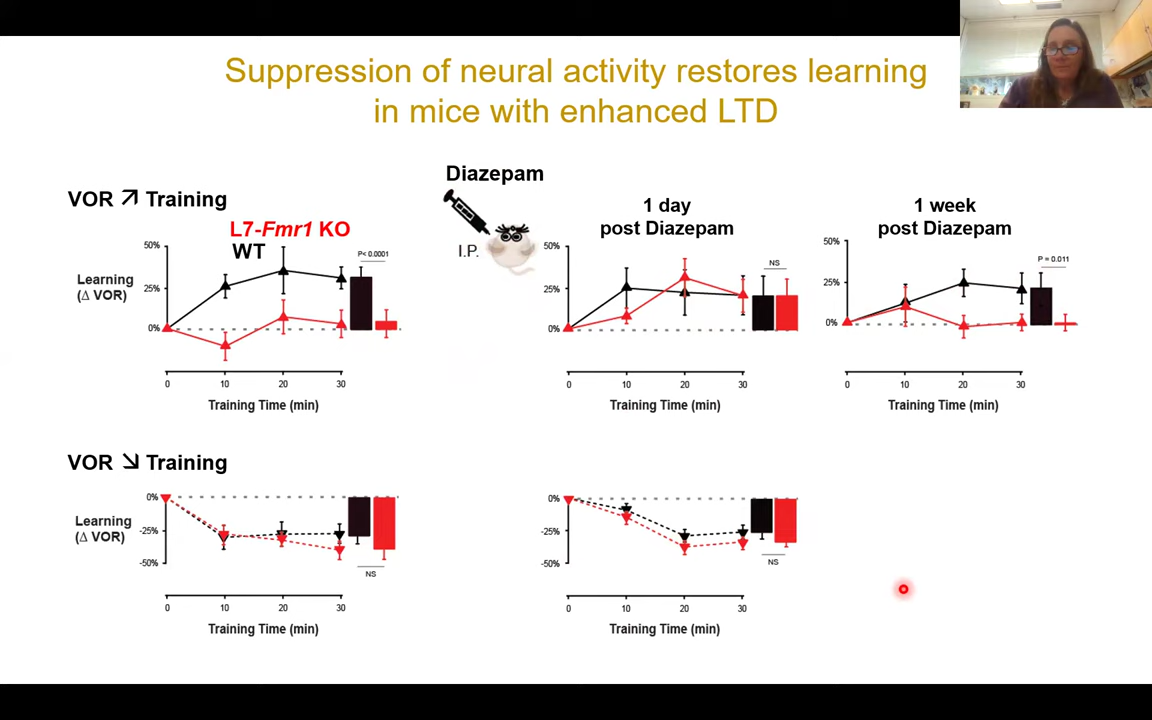 Suppression of neural activity restores learning
in mice with enhanced LTD
VOR ↗ Training
L7-Fmr1 KO
WT
Learning
(Δ VOR)
50%
25%
0%
P< 0.0001
0 10 20 30
Training Time (min)
Diazepam
I.P.
1 day
post Diazepam
50%
25%
0%
NS
0 10 20 30
Training Time (min)
1 week
post Diazepam
50%
25%
0%
P = 0.011
0 10 20 30
Training Time (min)
VOR ↘ Training
Learning
(Δ VOR)
0%
-25%
-50%
NS
0 10 20 30
Training Time (min)
0%
-25%
-50%
NS
0 10 20 30
Training Time (min)